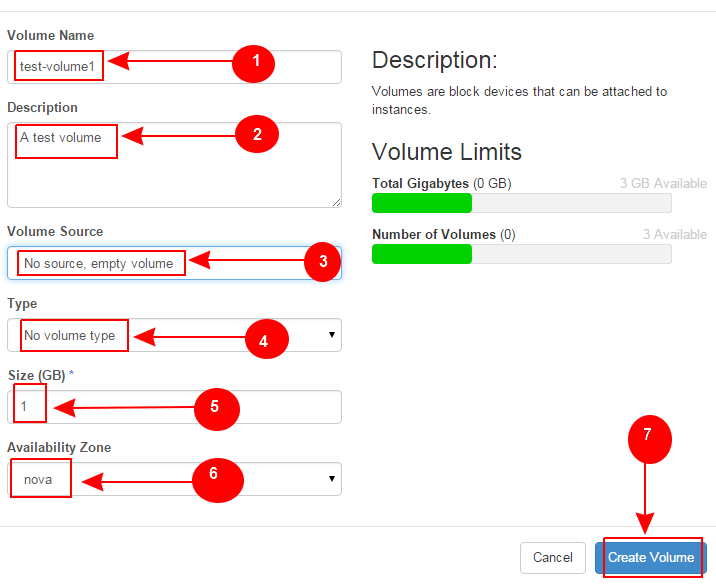 Volume Name
test-volume1
1
Description
A test volume
2
Volume Source
No source, empty volume
3
Type
No volume type
4
Size (GB) *
1
5
Availability Zone
nova
6
Description:
Volumes are block devices that can be attached to
instances.
Volume Limits
Total Gigabytes (0 GB) 3 GB Available
Number of Volumes (0) 3 Available
7
Cancel Create Volume